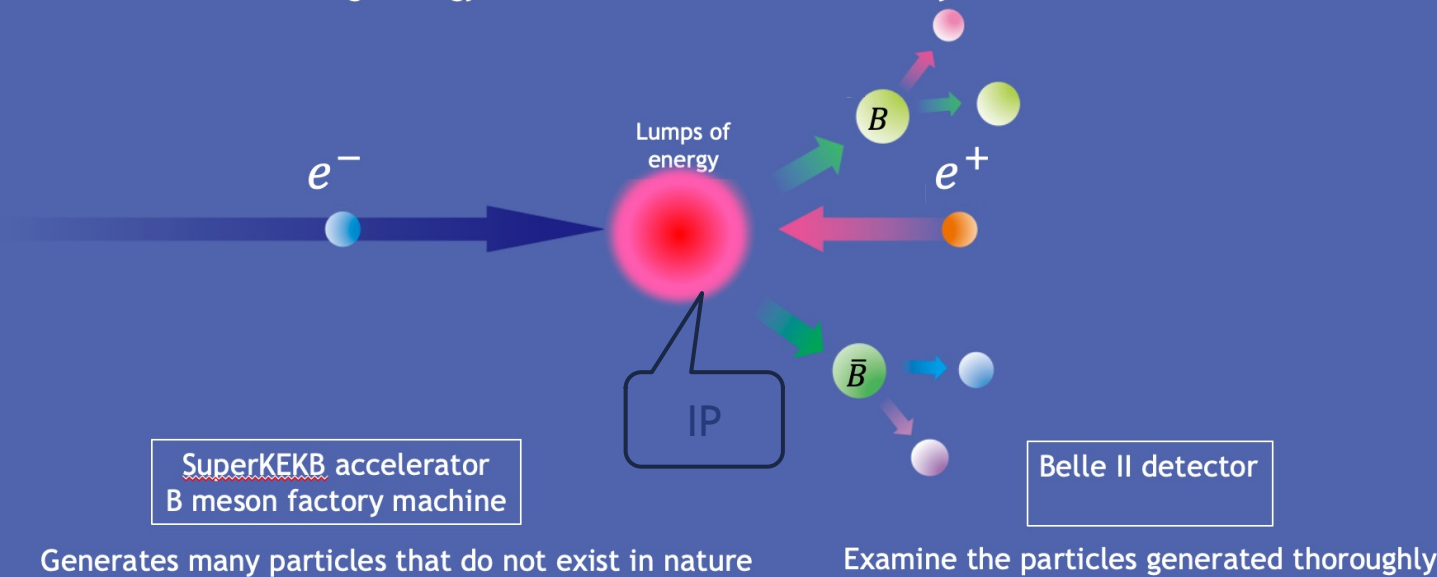 Lumps of
energy
B
e⁻
e⁺
B̄
IP
SuperKEKB accelerator
B meson factory machine
Belle II detector
Generates many particles that do not exist in nature
Examine the particles generated thoroughly